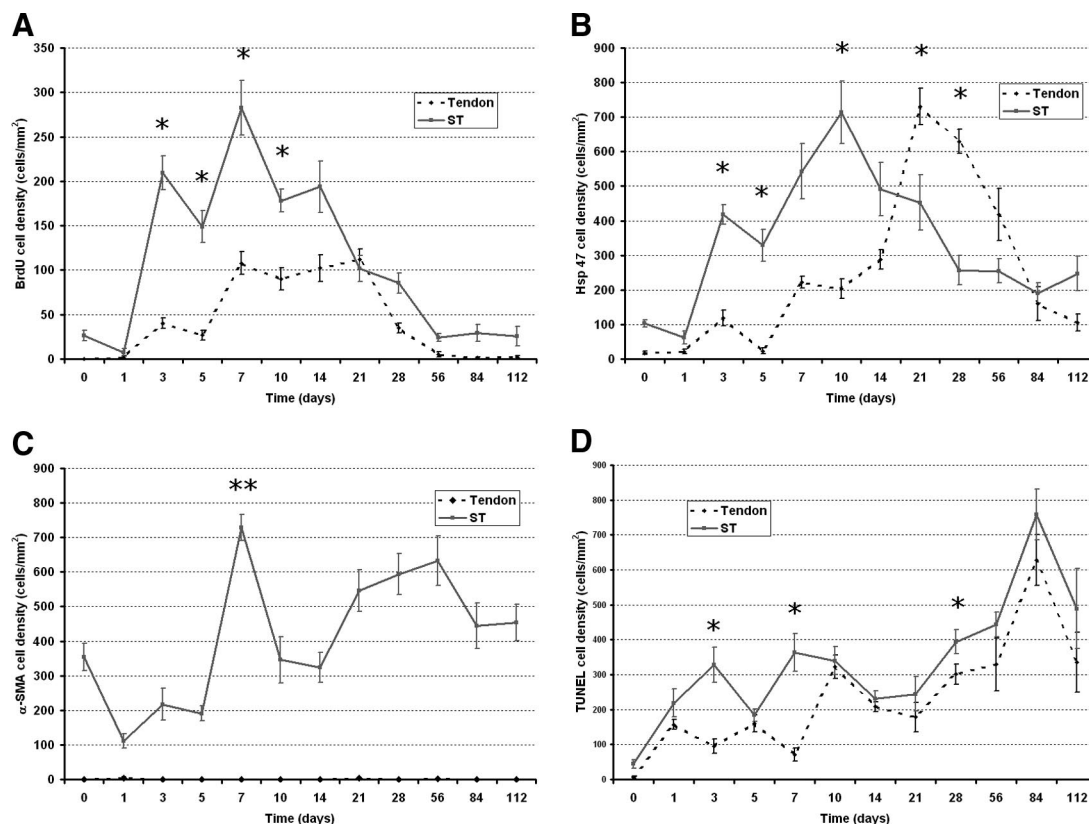 A
BrdU cell density (cells/mm²)
350
300
250
200
150
100
50
0
* * * *
Tendon
ST
0 1 3 5 7 10 14 21 28 56 84 112
Time (days)
B
Hsp 47 cell density (cells/mm²)
900
800
700
600
500
400
300
200
100
0
* * * * *
Tendon
ST
0 1 3 5 7 10 14 21 28 56 84 112
Time (days)
C
α-SMA cell density (cells/mm²)
900
800
700
600
500
400
300
200
100
0
**
Tendon
ST
0 1 3 5 7 10 14 21 28 56 84 112
Time (days)
D
TUNEL cell density (cells/mm²)
900
800
700
600
500
400
300
200
100
0
* * *
Tendon
ST
0 1 3 5 7 10 14 21 28 56 84 112
Time (days)